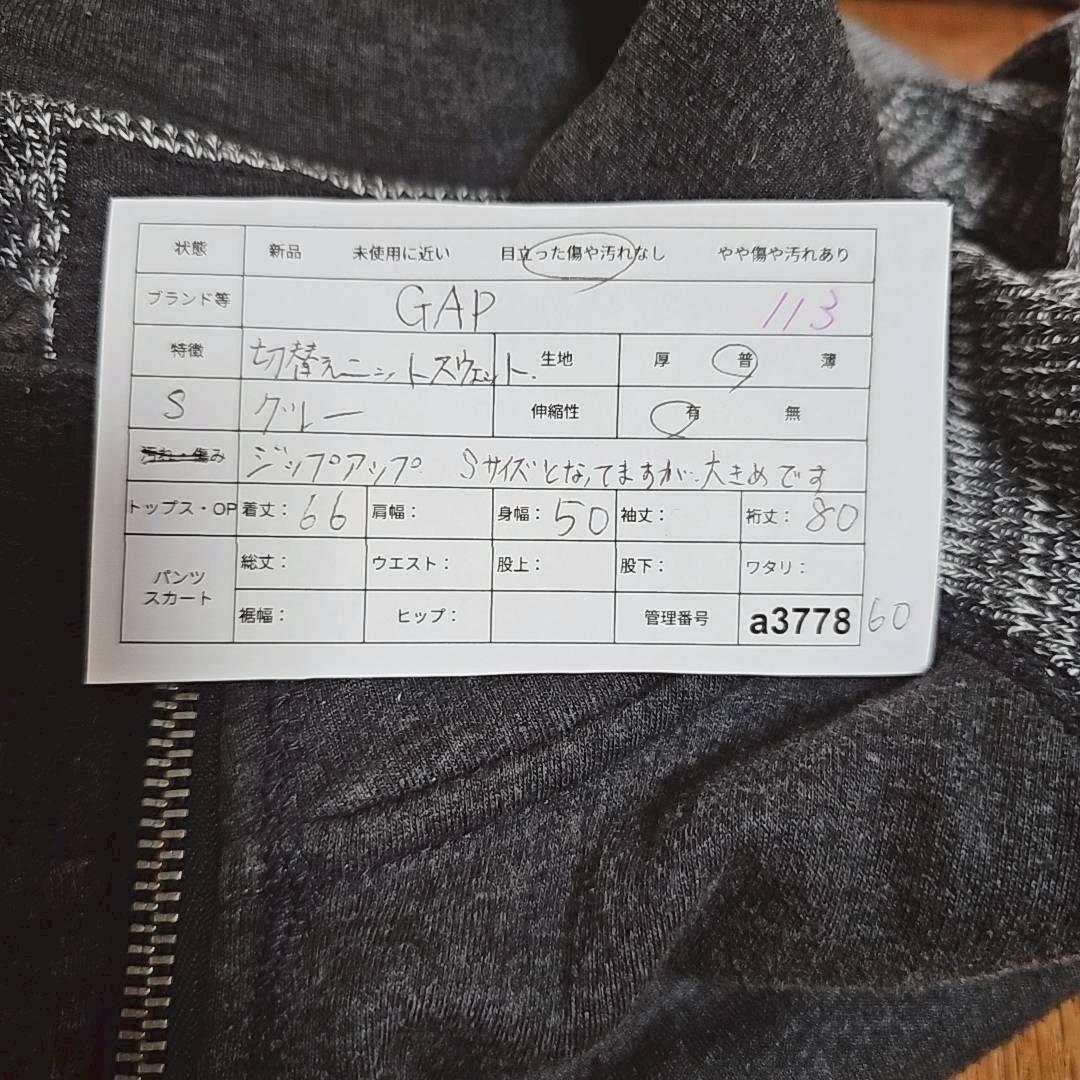 状態 新品 未使用に近い 目立った傷や汚れなし やや傷や汚れあり
ブランド等 GAP 113
特徴 切替えニットスウェット. 生地 厚 普 薄
S グレー 伸縮性 有 無
汚れ・傷み ジップアップ Sサイズとなってますが、大きめです
トップス・OP 着丈: 66 肩幅: 身幅: 50 袖丈: 裄丈: 80
パンツ スカート 総丈: ウエスト: 股上: 股下: ワタリ:
裾幅: ヒップ: 管理番号 a3778 60